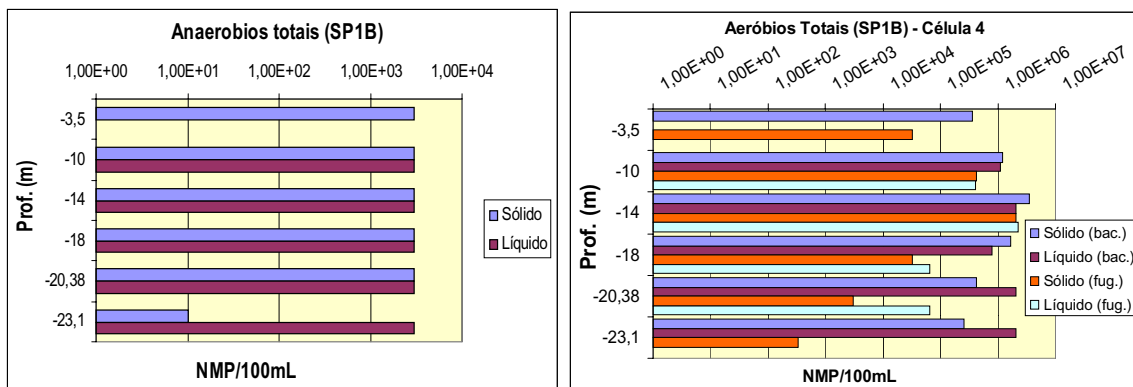 Anaerobios totais (SP1B)
1,00E+00 1,00E+01 1,00E+02 1,00E+03 1,00E+04
Prof. (m)
-3,5
-10
-14
-18
-20,38
-23,1
Sólido
Líquido
NMP/100mL
Aeróbios Totais (SP1B) - Célula 4
1,00E+00 1,00E+01 1,00E+02 1,00E+03 1,00E+04 1,00E+05 1,00E+06 1,00E+07
Prof. (m)
-3,5
-10
-14
-18
-20,38
-23,1
Sólido (bac.)
Líquido (bac.)
Sólido (fug.)
Líquido (fug.)
NMP/100mL